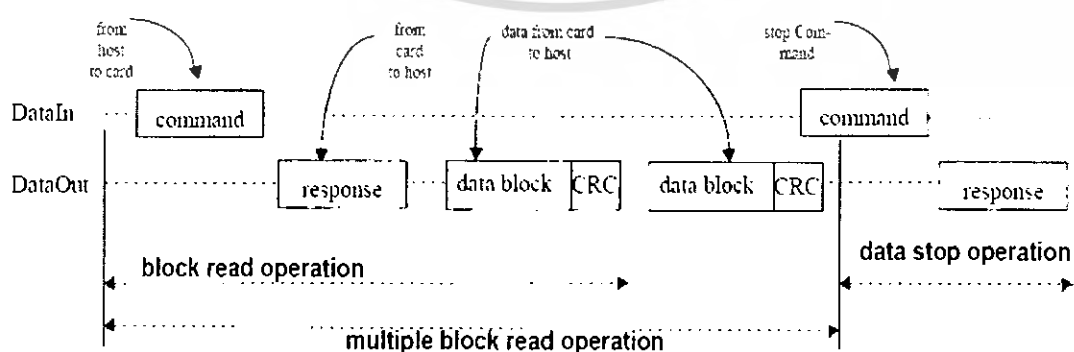 from
host
to card
from
card
to host
data from card
to host
stop Com-
mand
DataIn
command
command
DataOut
response
data block
CRC
data block
CRC
response
block read operation
data stop operation
multiple block read operation